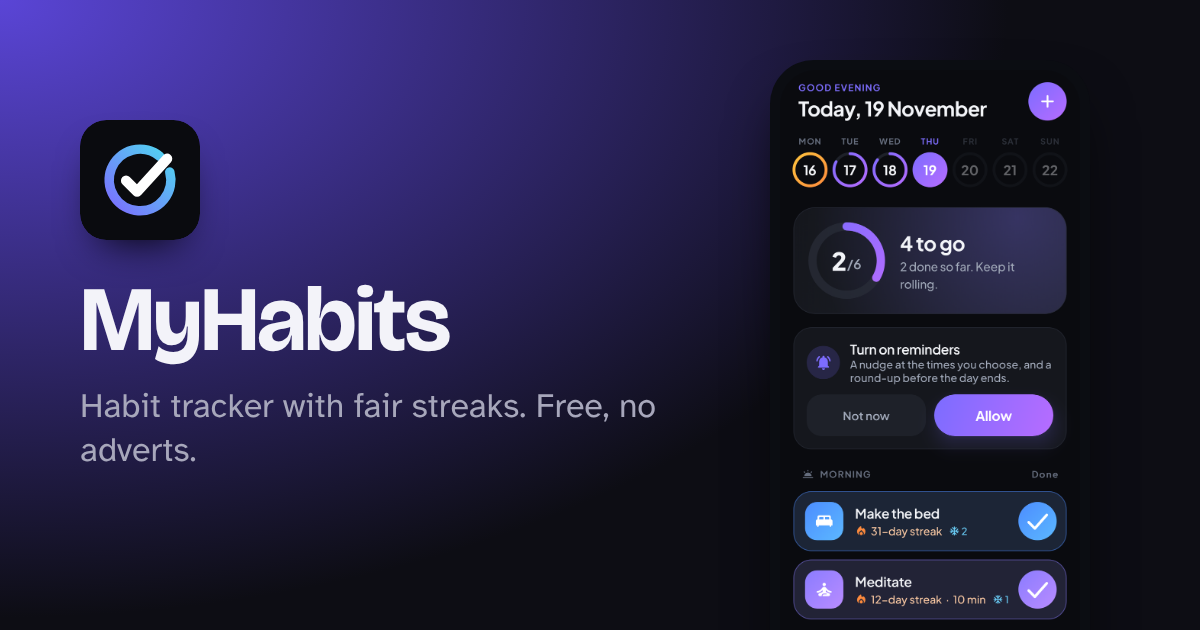 MyHabits
Habit tracker with fair streaks. Free, no
adverts.
GOOD EVENING
Today, 19 November
MON TUE WED THU FRI SAT SUN
16 17 18 19 20 21 22
2/6
4 to go
2 done so far. Keep it
rolling.
Turn on reminders
A nudge at the times you choose, and a
round-up before the day ends.
Not now
Allow
MORNING
Done
Make the bed
31-day streak 2
Meditate
12-day streak · 10 min 1